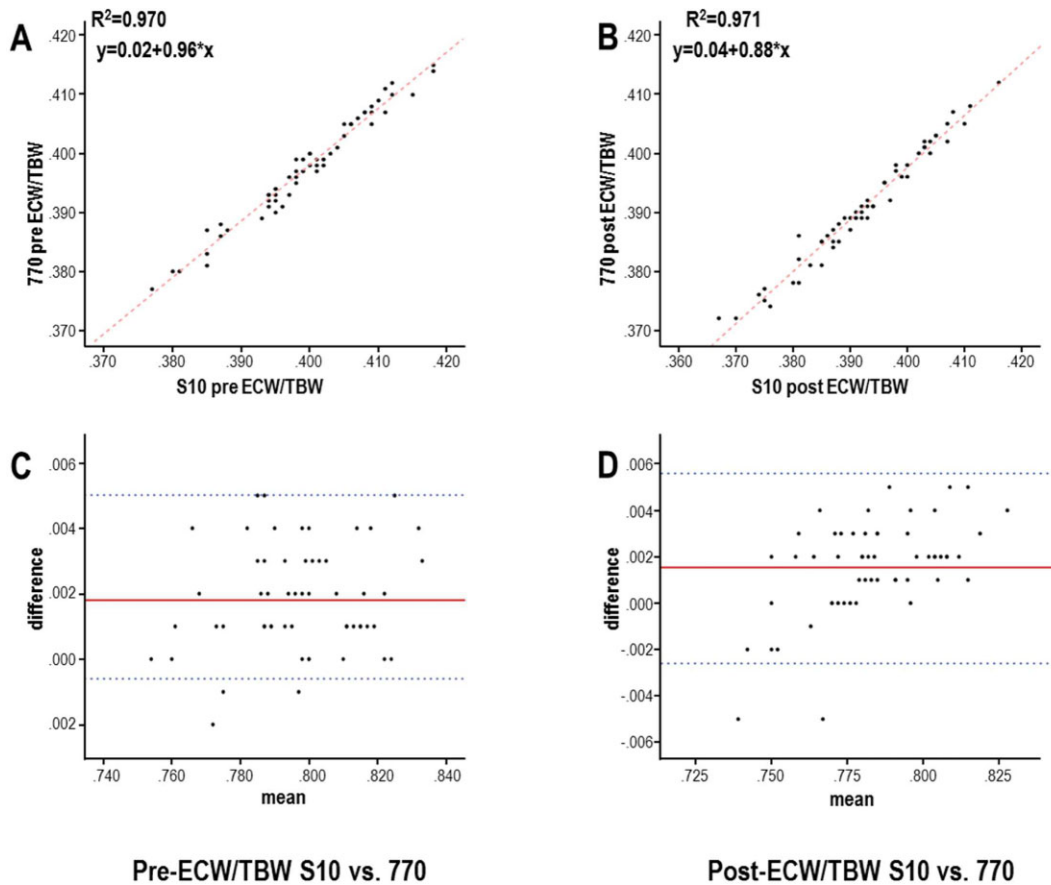 A
R²=0.970
y=0.02+0.96*x
.420
.410
.400
.390
.380
.370
770 pre ECW/TBW
.370 .380 .390 .400 .410 .420
S10 pre ECW/TBW
B
R²=0.971
y=0.04+0.88*x
.420
.410
.400
.390
.380
.370
770 post ECW/TBW
.360 .370 .380 .390 .400 .410 .420
S10 post ECW/TBW
C
.006
.004
.002
.000
.002
difference
.740 .760 .780 .800 .820 .840
mean
D
.006
.004
.002
.000
-.002
-.004
-.006
difference
.725 .750 .775 .800 .825
mean
Pre-ECW/TBW S10 vs. 770
Post-ECW/TBW S10 vs. 770